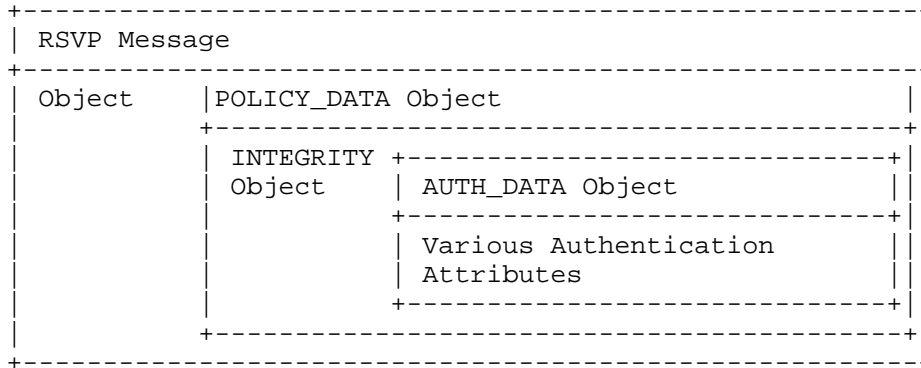 RSVP Message
Object POLICY_DATA Object
INTEGRITY
Object AUTH_DATA Object
Various Authentication
Attributes